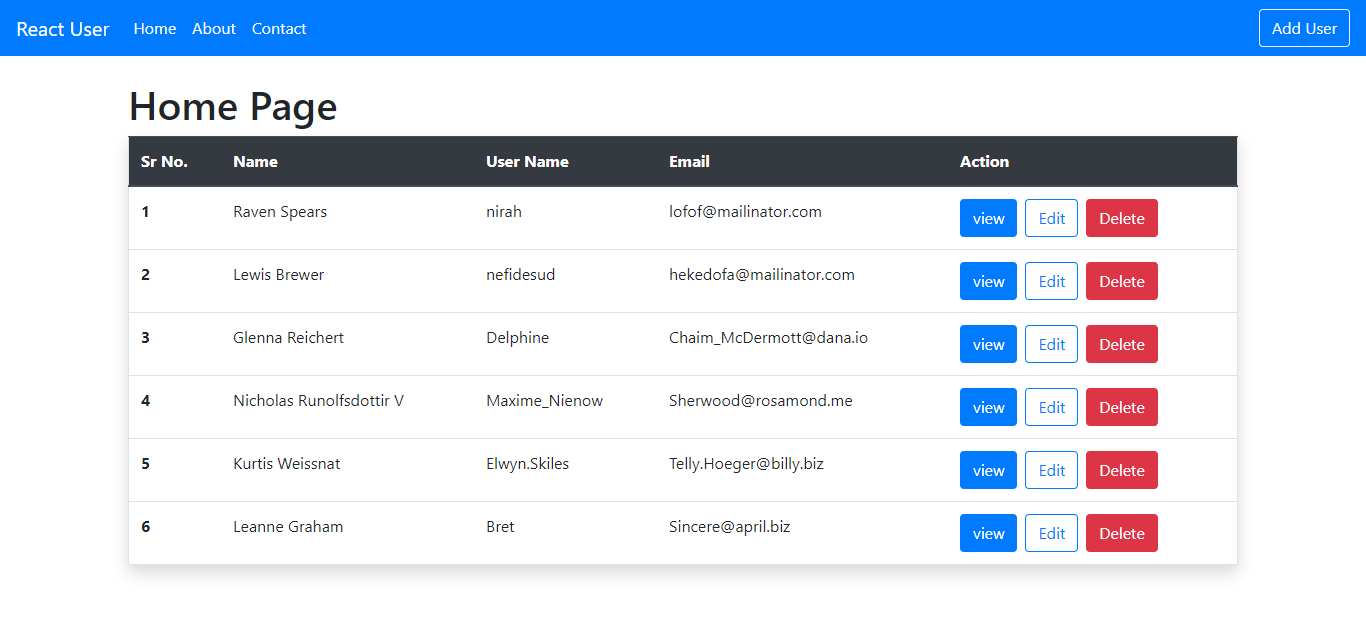 React User Home About Contact Add User
Home Page
Sr No. Name User Name Email Action
1 Raven Spears nirah lofof@mailinator.com view Edit Delete
2 Lewis Brewer nefidesud hekedofa@mailinator.com view Edit Delete
3 Glenna Reichert Delphine Chaim_McDermott@dana.io view Edit Delete
4 Nicholas Runolfsdottir V Maxime_Nienow Sherwood@rosamond.me view Edit Delete
5 Kurtis Weissnat Elwyn.Skiles Telly.Hoeger@billy.biz view Edit Delete
6 Leanne Graham Bret Sincere@april.biz view Edit Delete